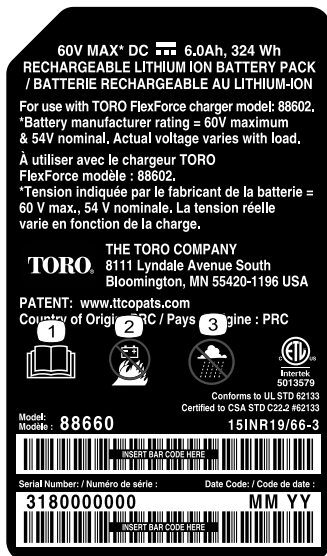 60V MAX* DC 6.0Ah, 324 Wh
RECHARGEABLE LITHIUM ION BATTERY PACK
/ BATTERIE RECHARGEABLE AU LITHIUM-ION
For use with TORO FlexForce charger model: 88602.
*Battery manufacturer rating = 60V maximum
& 54V nominal. Actual voltage varies with load.
À utiliser avec le chargeur TORO
FlexForce modèle : 88602.
*Tension indiquée par le fabricant de la batterie =
60 V max., 54 V nominale. La tension réelle
varie en fonction de la charge.
TORO®
THE TORO COMPANY
8111 Lyndale Avenue South
Bloomington, MN 55420-1196 USA
PATENT: www.ttcopats.com
Country of Origi PRC / Pays gine : PRC
1 2 3
c ETL us
Intertek
5013579
Conforms to UL STD 62133
Certified to CSA STD C22.2 #62133
Model:
Modèle : 88660 15INR19/66-3
INSERT BAR CODE HERE
Serial Number: / Numéro de série : Date Code: / Code de date :
3180000000 MM YY
INSERT BAR CODE HERE